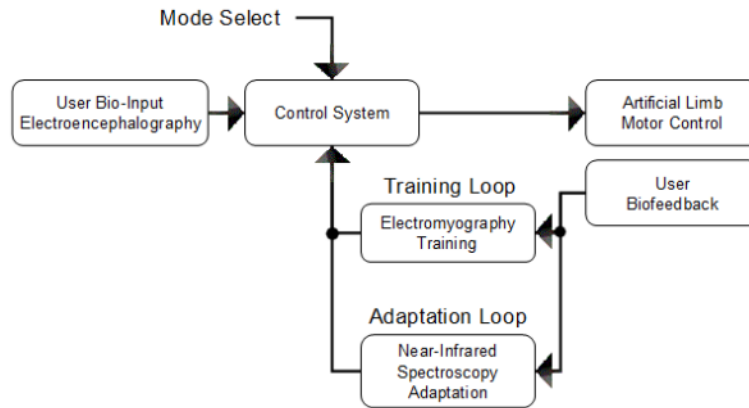 Mode Select
User Bio-Input
Electroencephalography
Control System
Artificial Limb
Motor Control
Training Loop
User
Biofeedback
Electromyography
Training
Adaptation Loop
Near-Infrared
Spectroscopy
Adaptation